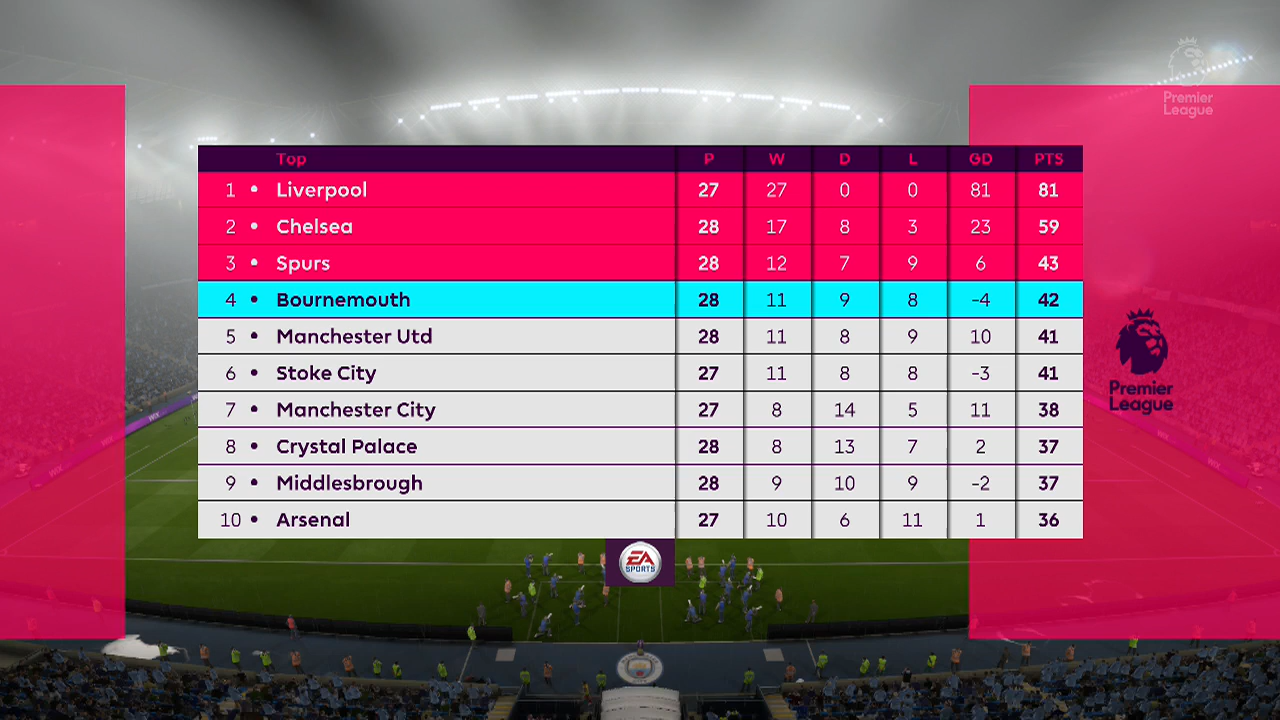 Premier
League
Top P W D L GD PTS
1 • Liverpool 27 27 0 0 81 81
2 • Chelsea 28 17 8 3 23 59
3 • Spurs 28 12 7 9 6 43
4 • Bournemouth 28 11 9 8 -4 42
5 • Manchester Utd 28 11 8 9 10 41
6 • Stoke City 27 11 8 8 -3 41
7 • Manchester City 27 8 14 5 11 38
8 • Crystal Palace 28 8 13 7 2 37
9 • Middlesbrough 28 9 10 9 -2 37
10 • Arsenal 27 10 6 11 1 36
Premier
League
EA
SPORTS